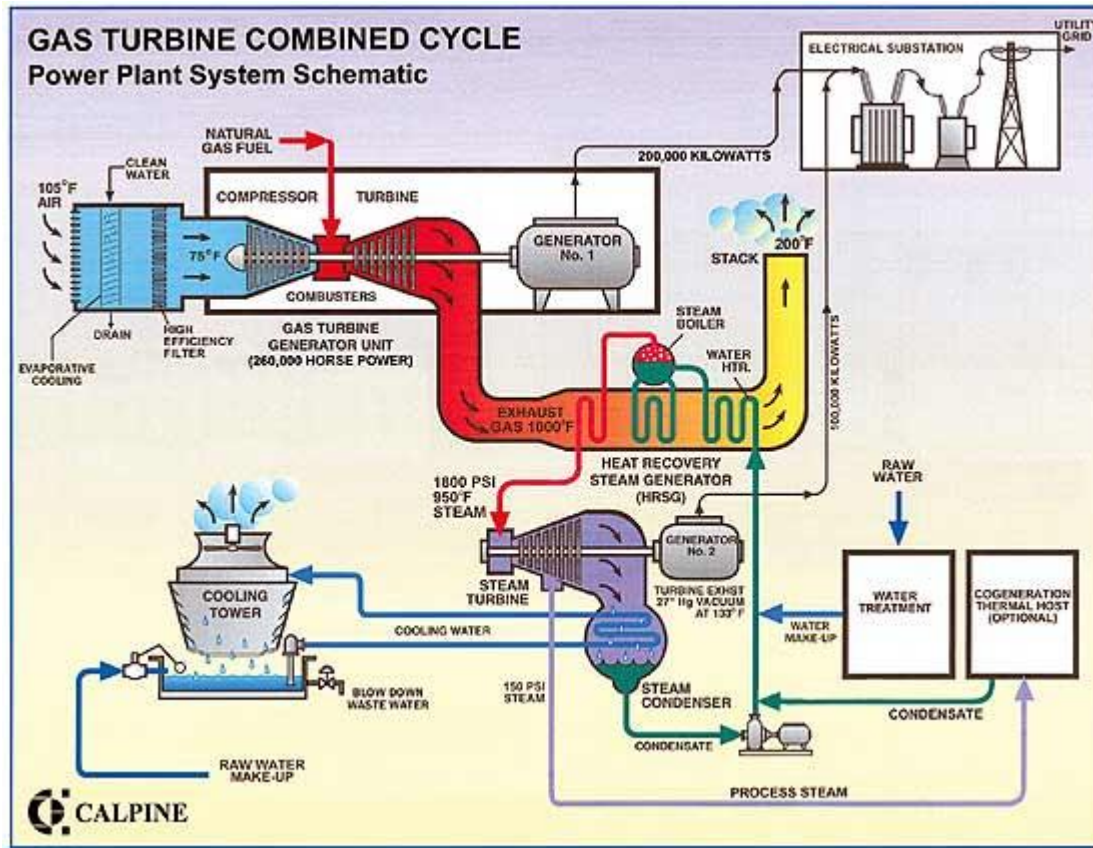 GAS TURBINE COMBINED CYCLE
Power Plant System Schematic
UTILITY
GRID
ELECTRICAL SUBSTATION
NATURAL
GAS FUEL
200,000 KILOWATTS
CLEAN
WATER
105°F
AIR
COMPRESSOR
TURBINE
75°F
GENERATOR
No. 1
200°F
STACK
COMBUSTERS
DRAIN
HIGH
EFFICIENCY
FILTER
EVAPORATIVE
COOLING
GAS TURBINE
GENERATOR UNIT
(260,000 HORSE POWER)
STEAM
BOILER
WATER
HTR.
EXHAUST
GAS 1000°F
HEAT RECOVERY
STEAM GENERATOR
(HRSG)
KILOWATTS
RAW
WATER
1800 PSI
950°F
STEAM
GENERATOR
No. 2
STEAM
TURBINE
TURBINE EXHST
27" Hg VACUUM
AT 133°F
COOLING
TOWER
COOLING WATER
WATER
TREATMENT
COGENERATION
THERMAL HOST
(OPTIONAL)
WATER
MAKE-UP
150 PSI
STEAM
STEAM
CONDENSER
BLOW DOWN
WASTE WATER
CONDENSATE
CONDENSATE
RAW WATER
MAKE-UP
PROCESS STEAM
CALPINE